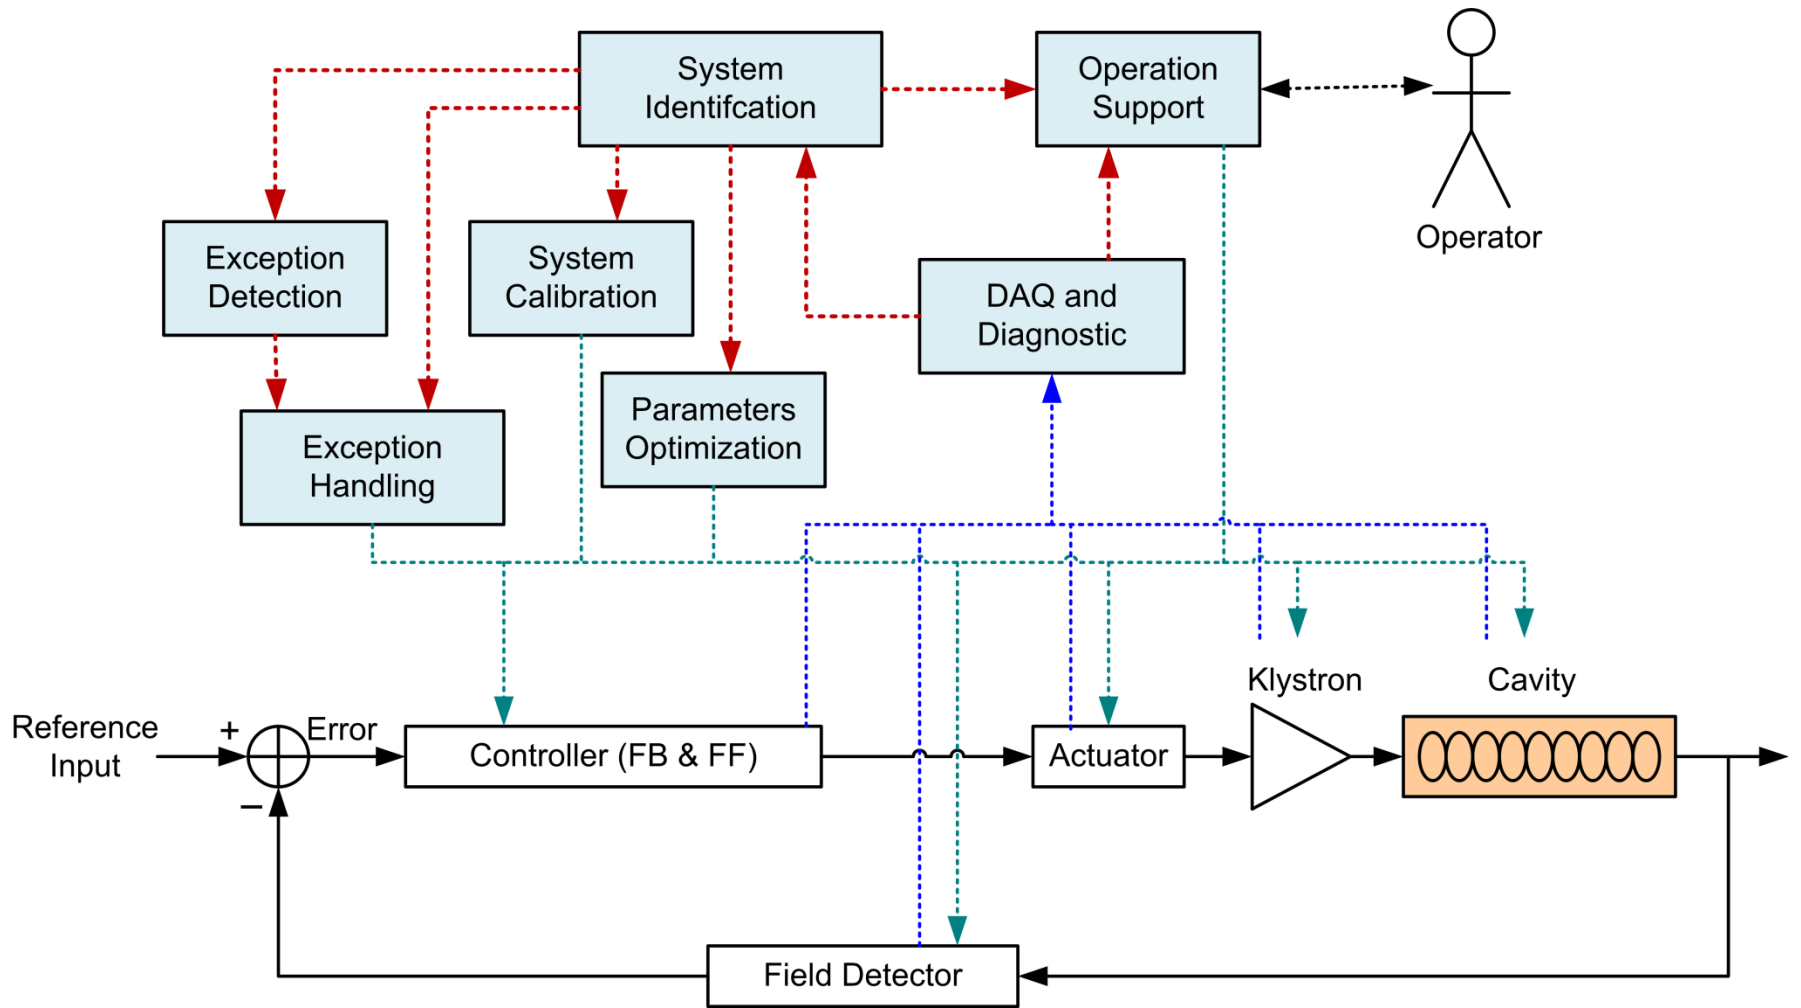 System
Identifcation
Operation
Support
Operator
Exception
Detection
System
Calibration
DAQ and
Diagnostic
Parameters
Optimization
Exception
Handling
Klystron
Cavity
Reference
Input
+
Error
Controller (FB & FF)
Actuator
−
Field Detector